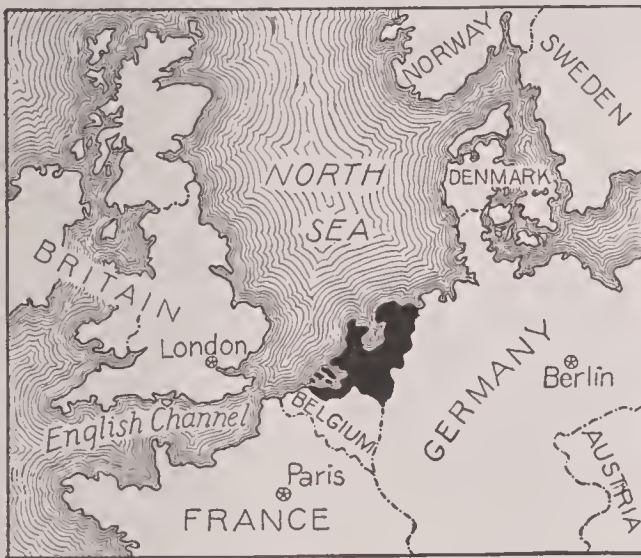 NORWAY
SWEDEN
NORTH
SEA
DENMARK
BRITAIN
London
GERMANY
Berlin
BELGIUM
English Channel
AUSTRIA
Paris
FRANCE